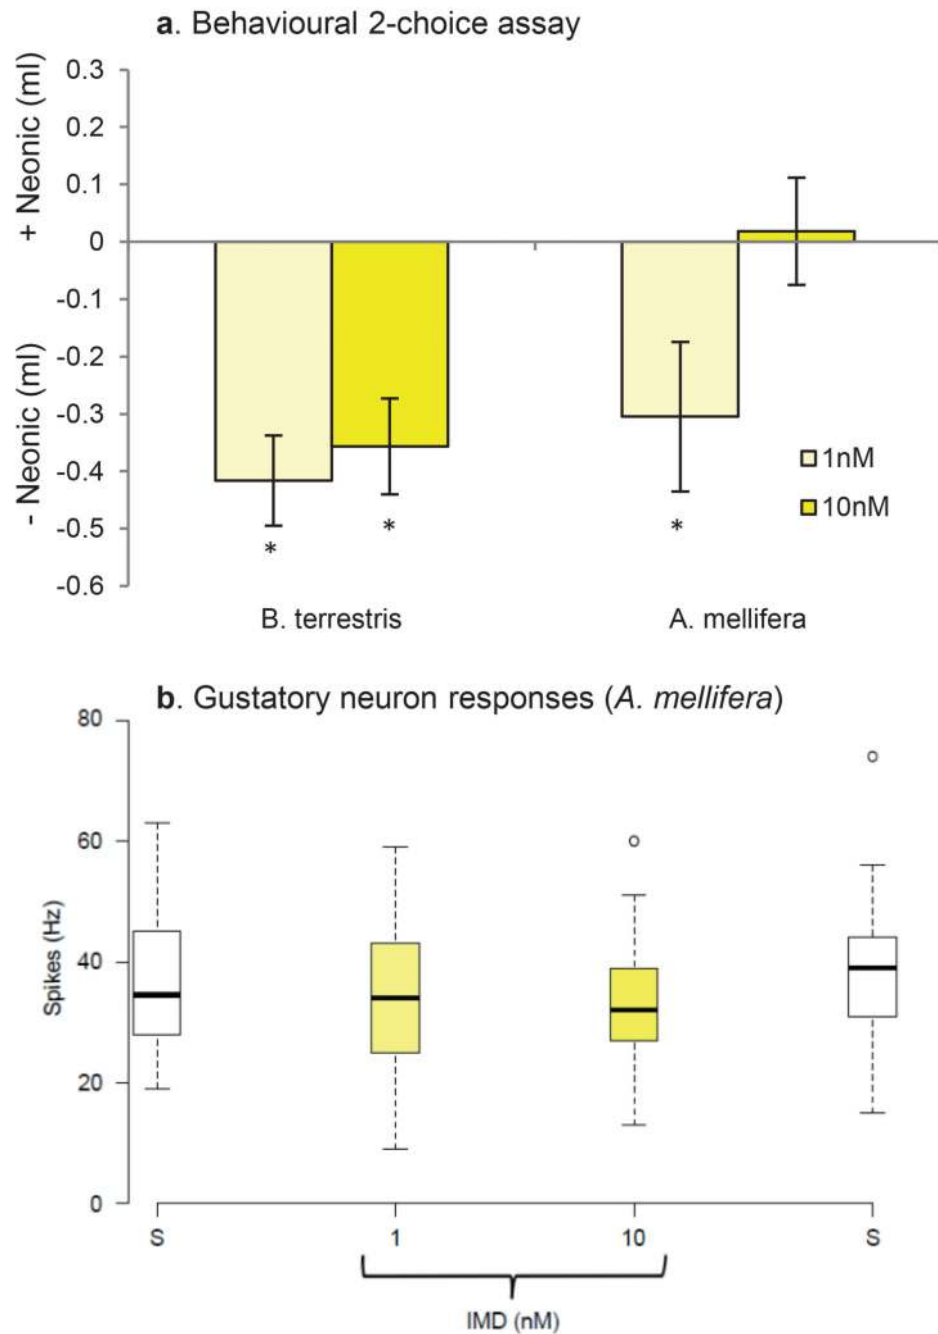 a. Behavioural 2-choice assay
+ Neonic (ml)
- Neonic (ml)
0.3
0.2
0.1
0
-0.1
-0.2
-0.3
-0.4
-0.5
-0.6
*
*
*
1nM
10nM
B. terrestris
A. mellifera
b. Gustatory neuron responses (A. mellifera)
Spikes (Hz)
80
60
40
20
0
S
1
10
S
IMD (nM)